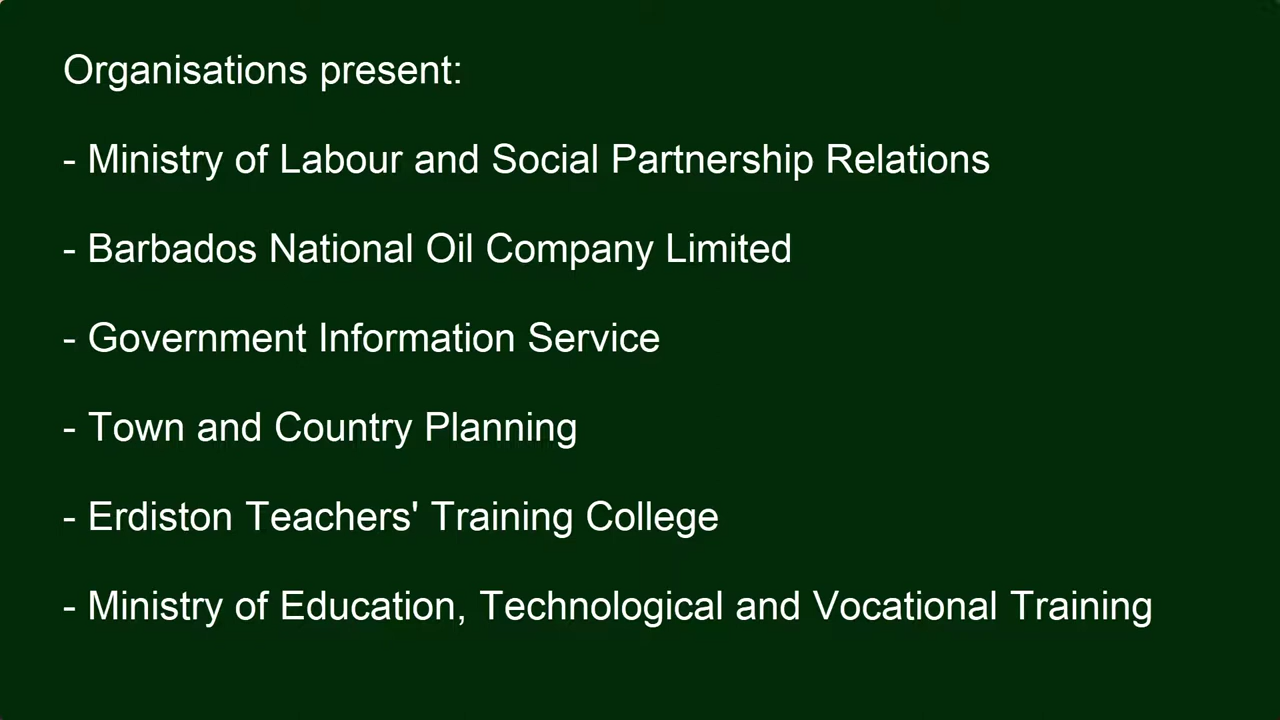 Organisations present:
- Ministry of Labour and Social Partnership Relations
- Barbados National Oil Company Limited
- Government Information Service
- Town and Country Planning
- Erdiston Teachers' Training College
- Ministry of Education, Technological and Vocational Training